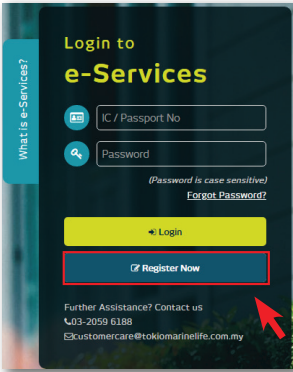 What is e-Services?
Login to
e-Services
IC / Passport No
Password
(Password is case sensitive)
Forgot Password?
Login
Register Now
Further Assistance? Contact us
03-2059 6188
customercare@tokiomarinelife.com.my